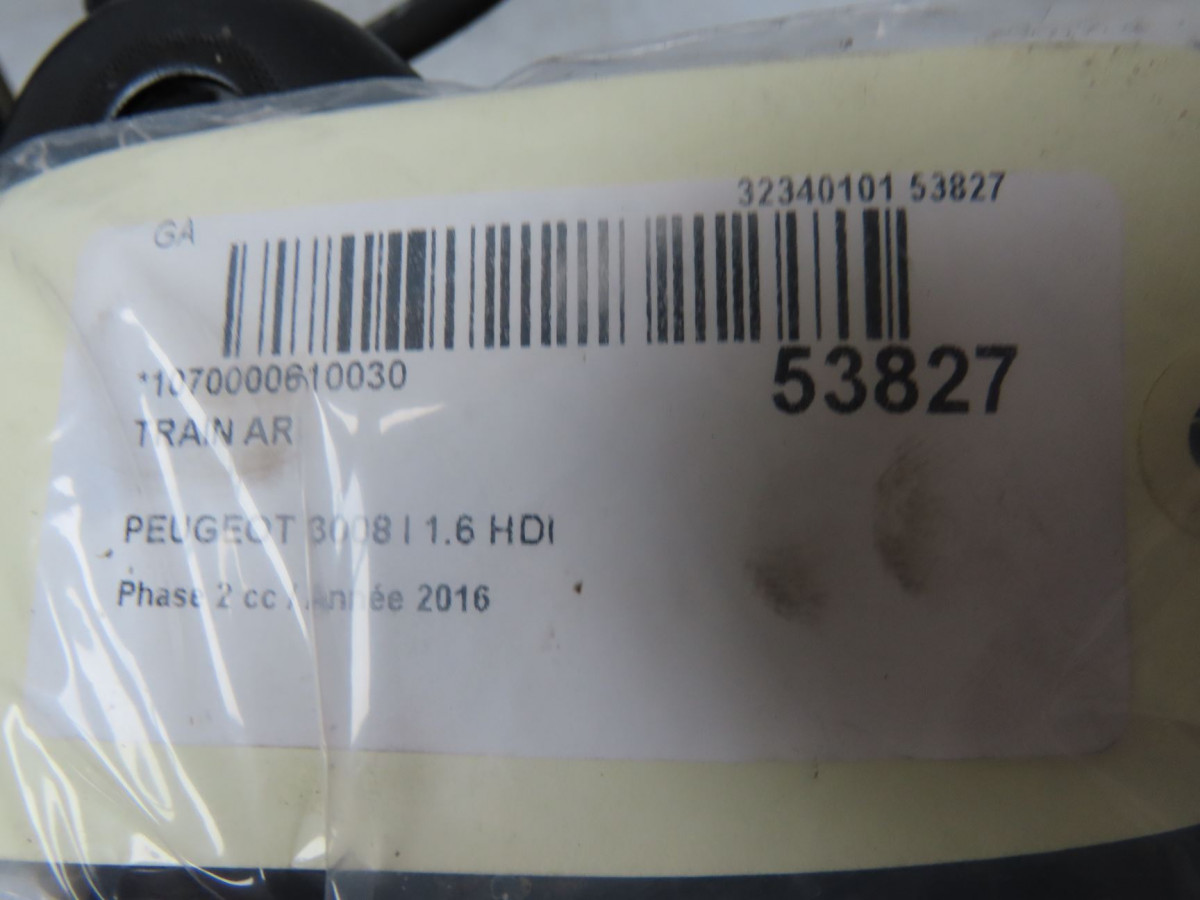 32340101 53827
GA
*1070000610030
53827
TRAIN AR
PEUGEOT 3008 I 1.6 HDI
Phase 2 cc / Année 2016